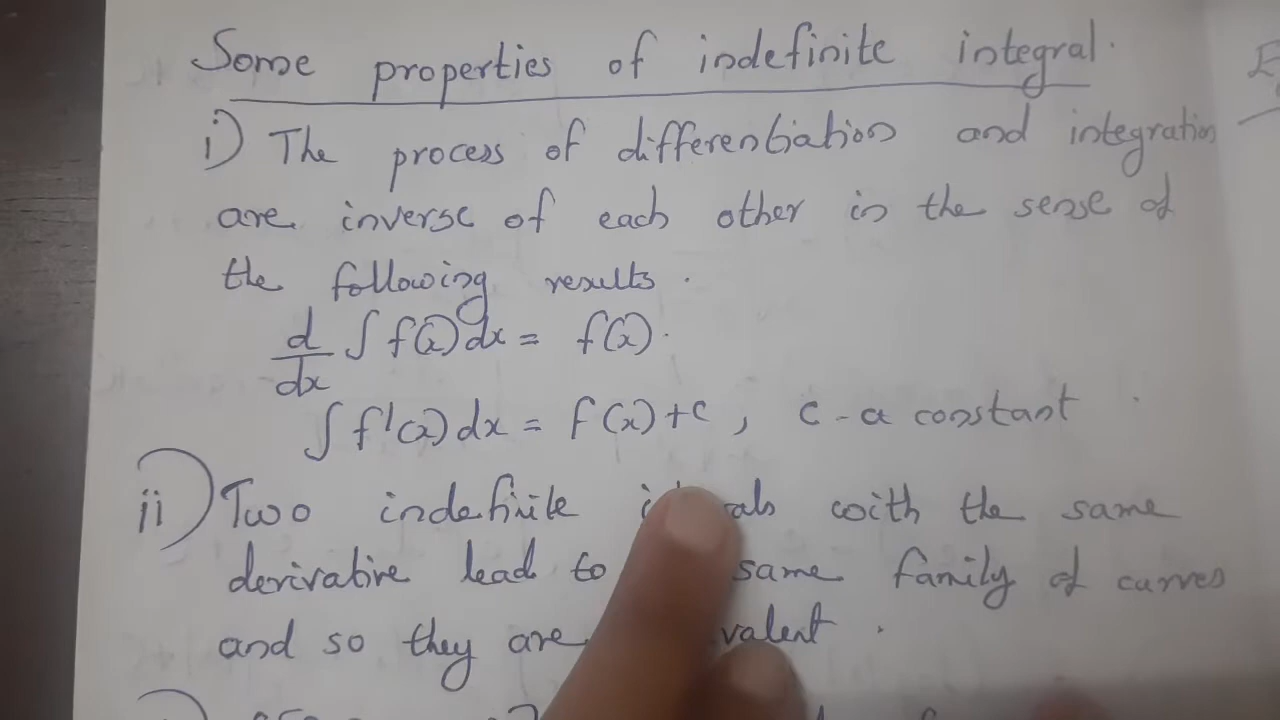 Some properties of indefinite integral.
i) The process of differentiation and integration
are inverse of each other in the sense of
the following results.
d/dx ∫ f(x) dx = f(x).
∫ f'(x) dx = f(x) + c, c - a constant
ii) Two indefinite with the same
derivative lead to same family of curves
and so they are